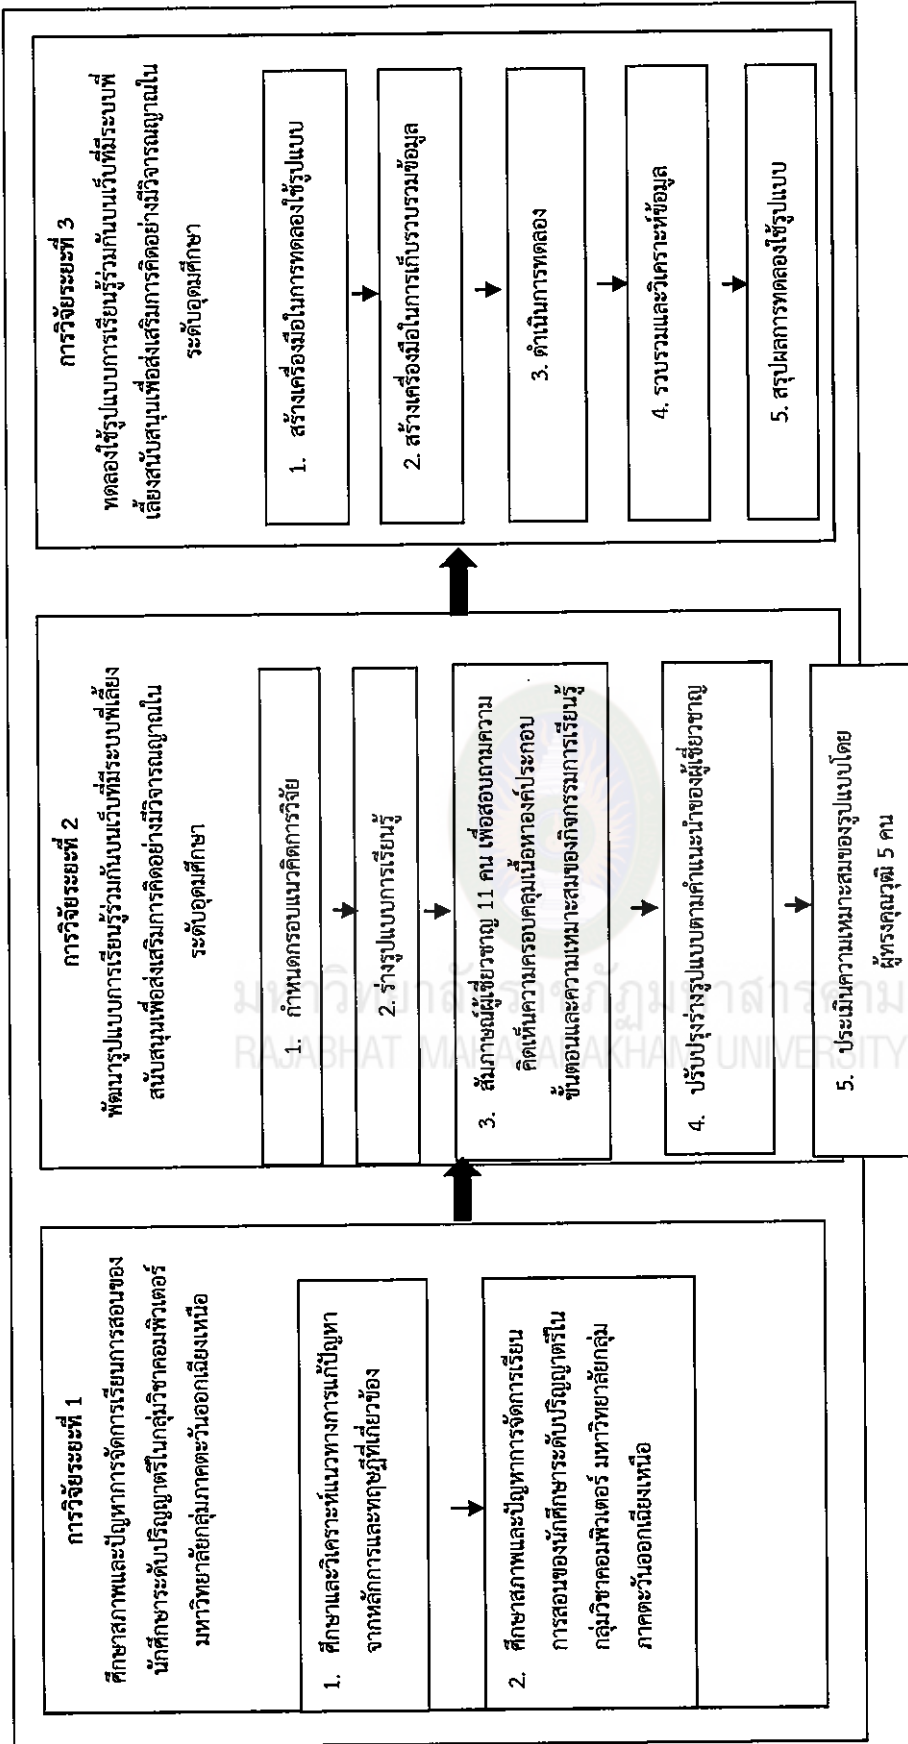 การวิจัยระยะที่ 1
ศึกษาสภาพและปัญหาการจัดการเรียนการสอนของ
นักศึกษาระดับปริญญาตรีในกลุ่มวิชาคอมพิวเตอร์
มหาวิทยาลัยกลุ่มภาคตะวันออกเฉียงเหนือ
1. ศึกษาและวิเคราะห์แนวทางการแก้ปัญหา
จากหลักการและทฤษฎีที่เกี่ยวข้อง
2. ศึกษาสภาพและปัญหาการจัดการเรียน
การสอนของนักศึกษาระดับปริญญาตรีใน
กลุ่มวิชาคอมพิวเตอร์ มหาวิทยาลัยกลุ่ม
ภาคตะวันออกเฉียงเหนือ
การวิจัยระยะที่ 2
พัฒนารูปแบบการเรียนรู้ร่วมกันบนเว็บที่มีระบบพี่เลี้ยง
สนับสนุนเพื่อส่งเสริมการคิดอย่างมีวิจารณญาณใน
ระดับอุดมศึกษา
1. กำหนดกรอบแนวคิดการวิจัย
2. ร่างรูปแบบการเรียนรู้
3. สัมภาษณ์ผู้เชี่ยวชาญ 11 คน เพื่อสอบถามความ
คิดเห็นความครอบคลุมเนื้อหาองค์ประกอบ
ขั้นตอนและความเหมาะสมของกิจกรรมการเรียนรู้
4. ปรับปรุงร่างรูปแบบตามคำแนะนำของผู้เชี่ยวชาญ
5. ประเมินความเหมาะสมของรูปแบบโดย
ผู้ทรงคุณวุฒิ 5 คน
การวิจัยระยะที่ 3
ทดลองใช้รูปแบบการเรียนรู้ร่วมกันบนเว็บที่มีระบบพี่
เลี้ยงสนับสนุนเพื่อส่งเสริมการคิดอย่างมีวิจารณญาณใน
ระดับอุดมศึกษา
1. สร้างเครื่องมือในการทดลองใช้รูปแบบ
2. สร้างเครื่องมือในการเก็บรวบรวมข้อมูล
3. ดำเนินการทดลอง
4. รวบรวมและวิเคราะห์ข้อมูล
5. สรุปผลการทดลองใช้รูปแบบ
มหาวิทยาลัยราชภัฏมหาสารคาม
RAJABHAT MAHASARAKHAM UNIVERSITY